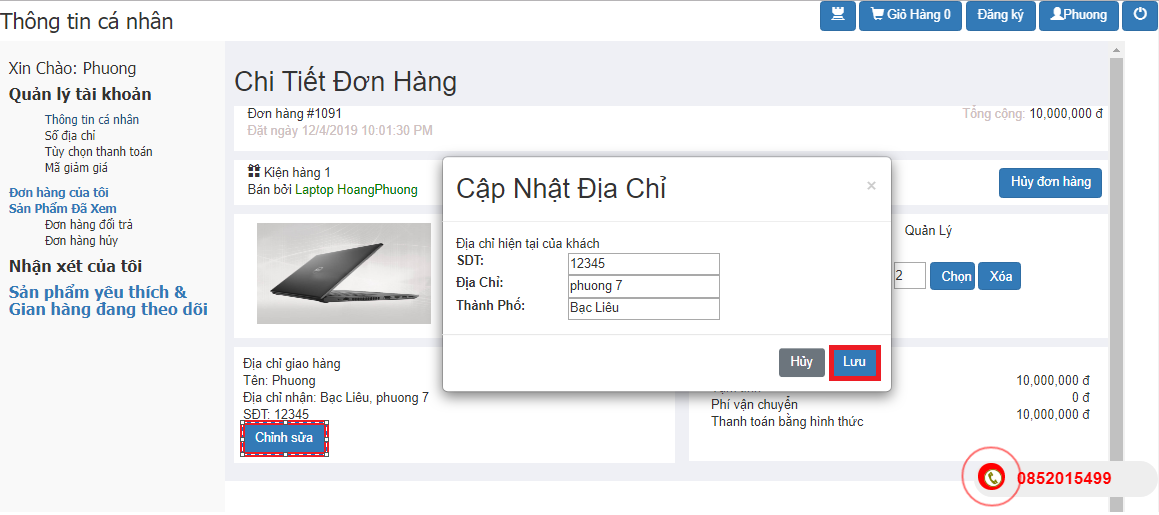 Thông tin cá nhân
Giỏ Hàng 0
Đăng ký
Phuong
Xin Chào: Phuong
Quản lý tài khoản
Thông tin cá nhân
Số địa chỉ
Tùy chọn thanh toán
Mã giảm giá
Đơn hàng của tôi
Sản Phẩm Đã Xem
Đơn hàng đổi trả
Đơn hàng hủy
Nhận xét của tôi
Sản phẩm yêu thích &
Gian hàng đang theo dõi
Chi Tiết Đơn Hàng
Đơn hàng #1091
Tổng cộng: 10,000,000 đ
Đặt ngày 12/4/2019 10:01:30 PM
Kiện hàng 1
Bán bởi Laptop HoangPhuong
Hủy đơn hàng
Quản Lý
2
Chọn
Xóa
Cập Nhật Địa Chỉ
×
Địa chỉ hiện tại của khách
SDT: 12345
Địa Chỉ: phuong 7
Thành Phố: Bạc Liêu
Hủy
Lưu
Địa chỉ giao hàng
Tên: Phuong
Địa chỉ nhận: Bạc Liêu, phuong 7
SĐT: 12345
Chỉnh sửa
10,000,000 đ
Phí vận chuyển 0 đ
Thanh toán bằng hình thức 10,000,000 đ
0852015499